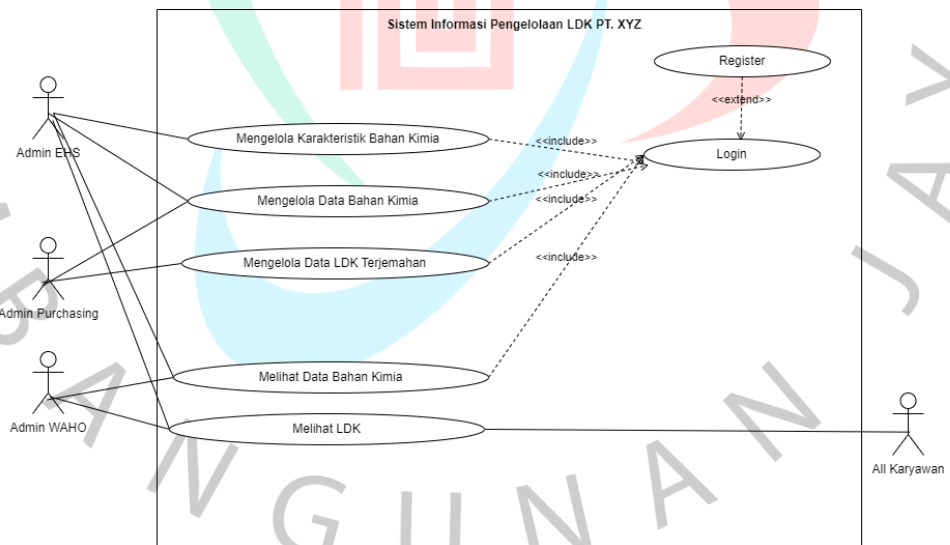 Sistem Informasi Pengelolaan LDK PT. XYZ
Register
<<extend>>
Admin EHS
Mengelola Karakteristik Bahan Kimia
<<include>>
Login
<<include>>
Mengelola Data Bahan Kimia
<<include>>
Admin Purchasing
Mengelola Data LDK Terjemahan
<<include>>
Admin WAHO
Melihat Data Bahan Kimia
Melihat LDK
All Karyawan
BANGUNAN JAY